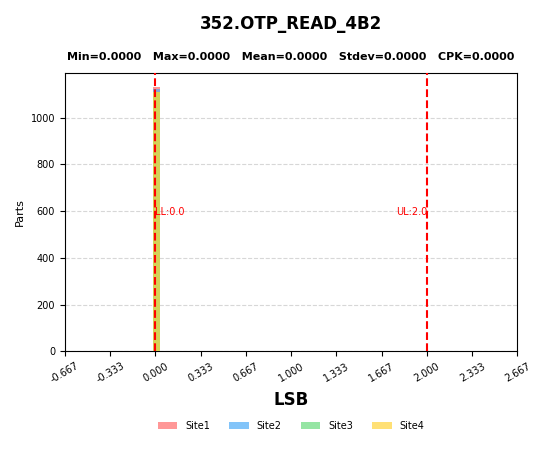 352.OTP_READ_4B2
Min=0.0000 Max=0.0000 Mean=0.0000 Stdev=0.0000 CPK=0.0000
Parts
1000
800
600
400
200
0
LL:0.0
UL:2.0
-0.667 -0.333 0.000 0.333 0.667 1.000 1.333 1.667 2.000 2.333 2.667
LSB
Site1 Site2 Site3 Site4